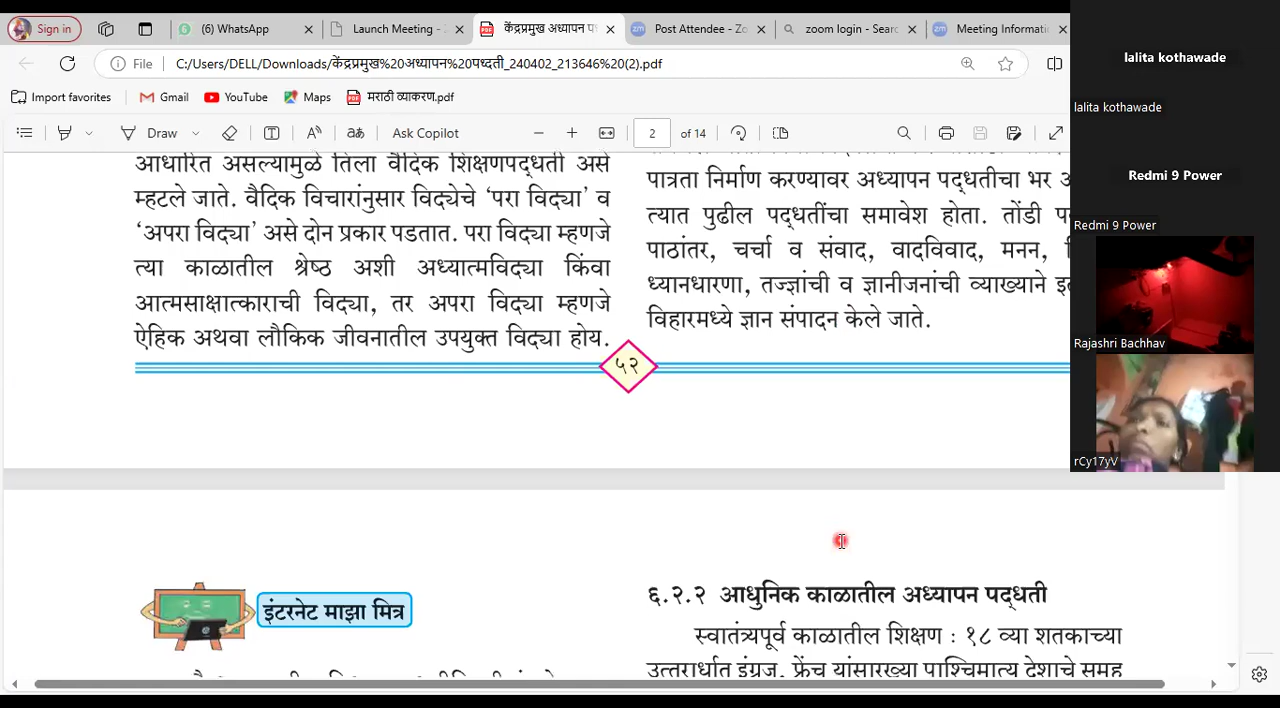 Sign in
(6) WhatsApp
Launch Meeting - Z
केंद्रप्रमुख अध्यापन प
Post Attendee - Zo
zoom login - Searc
Meeting Informati
File
C:/Users/DELL/Downloads/केंद्रप्रमुख%20अध्यापन%20पध्दती_240402_213646%20(2).pdf
Import favorites
Gmail
YouTube
Maps
मराठी व्याकरण.pdf
Draw
Ask Copilot
2
of 14
आधारित असल्यामुळे तिला वैदिक शिक्षणपद्धती असे
म्हटले जाते. वैदिक विचारांनुसार विद्येचे ‘परा विद्या’ व
‘अपरा विद्या’ असे दोन प्रकार पडतात. परा विद्या म्हणजे
त्या काळातील श्रेष्ठ अशी अध्यात्मविद्या किंवा
आत्मसाक्षात्काराची विद्या, तर अपरा विद्या म्हणजे
ऐहिक अथवा लौकिक जीवनातील उपयुक्त विद्या होय.
पात्रता निर्माण करण्यावर अध्यापन पद्धतीचा भर
त्यात पुढील पद्धतींचा समावेश होता. तोंडी
पाठांतर, चर्चा व संवाद, वादविवाद, मनन,
ध्यानधारणा, तज्ज्ञांची व ज्ञानीजनांची व्याख्याने
विहारमध्ये ज्ञान संपादन केले जाते.
५२
इंटरनेट माझा मित्र
६.२.२ आधुनिक काळातील अध्यापन पद्धती
स्वातंत्र्यपूर्व काळातील शिक्षण : १८ व्या शतकाच्या
उत्तरार्धात इंग्रज, फ्रेंच यांसारख्या पाश्चिमात्य देशाचे समूह
lalita kothawade
lalita kothawade
Redmi 9 Power
Redmi 9 Power
Rajashri Bachhav
rCy17yV